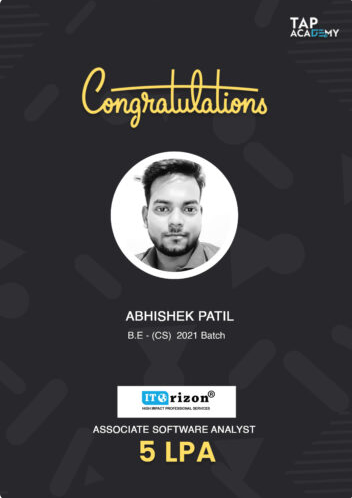 TAP
ACADEMY
Congratulations
ABHISHEK PATIL
B.E - (CS) 2021 Batch
ITOrizon®
HIGH IMPACT PROFESSIONAL SERVICES
ASSOCIATE SOFTWARE ANALYST
5 LPA